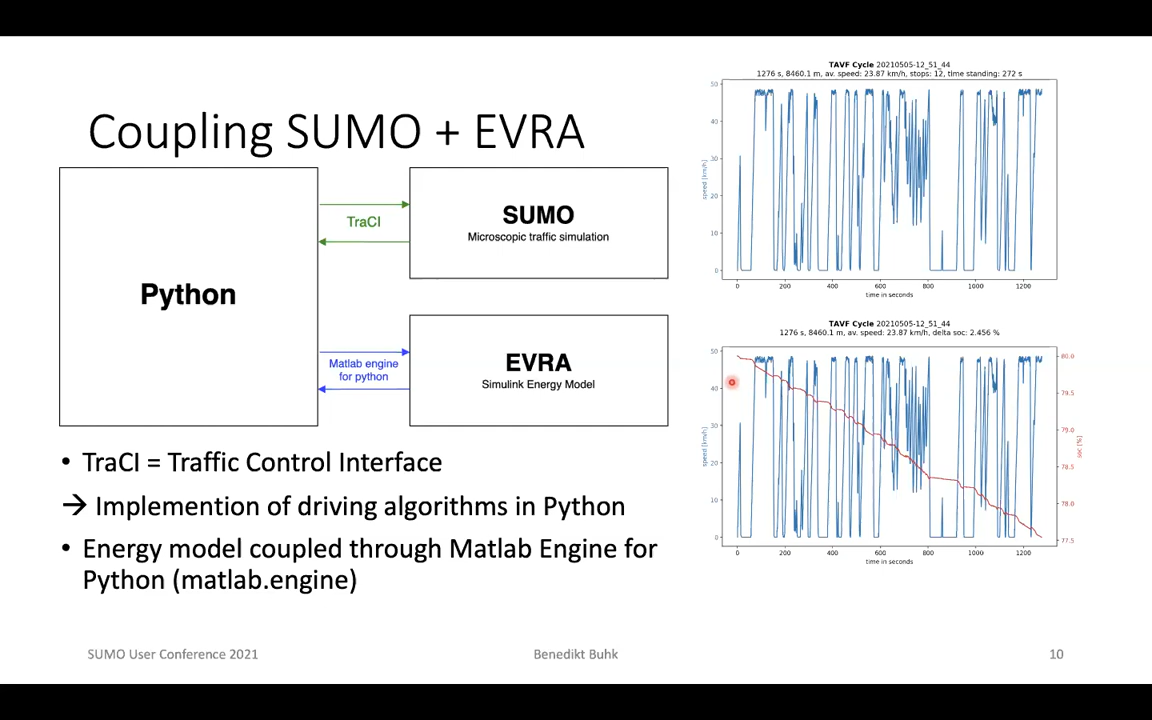 Coupling SUMO + EVRA
Python
TraCI
SUMO
Microscopic traffic simulation
Matlab engine
for python
EVRA
Simulink Energy Model
• TraCI = Traffic Control Interface
→ Implemention of driving algorithms in Python
• Energy model coupled through Matlab Engine for
Python (matlab.engine)
TAVF Cycle 20210505-12_51_44
1276 s, 8460.1 m, av. speed: 23.87 km/h, stops: 12, time standing: 272 s
50
40
30
20
10
0
speed [km/h]
0 200 400 600 800 1000 1200
time in seconds
TAVF Cycle 20210505-12_51_44
1276 s, 8460.1 m, av. speed: 23.87 km/h, delta soc: 2.456 %
50
40
30
20
10
0
speed [km/h]
80.0
79.5
79.0
78.5
78.0
77.5
soc [%]
0 200 400 600 800 1000 1200
time in seconds
SUMO User Conference 2021
Benedikt Buhk
10